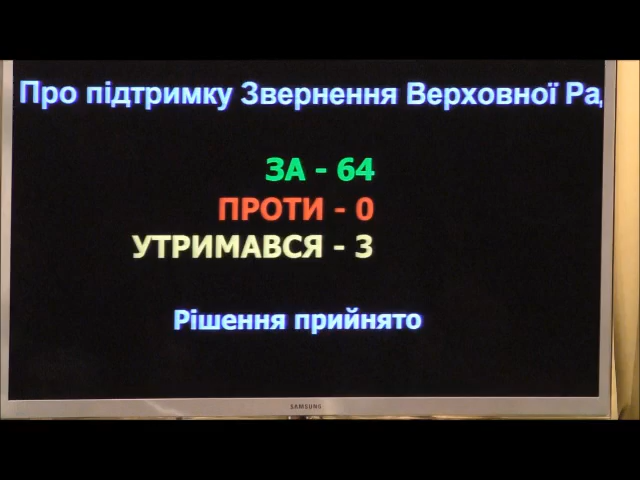 Про підтримку Звернення Верховної Ра
ЗА - 64
ПРОТИ - 0
УТРИМАВСЯ - 3
Рішення прийнято
SAMSUNG